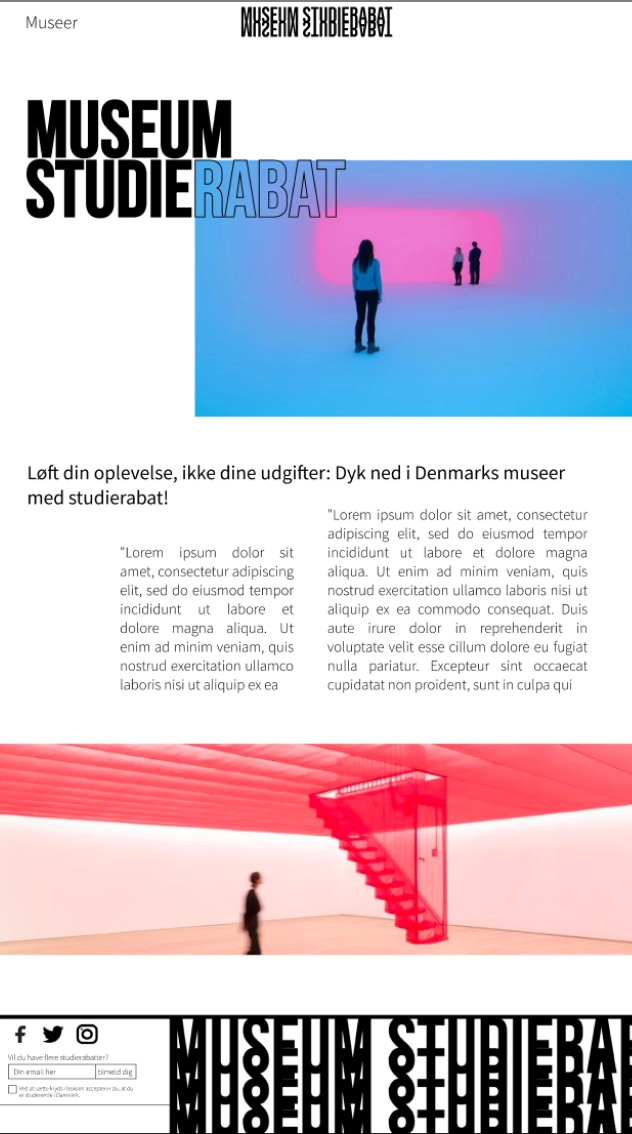 Museer
MUSEUM STUDIERABAT
MUSEUM
STUDIERABAT
Løft din oplevelse, ikke dine udgifter: Dyk ned i Denmarks museer
med studierabat!
"Lorem ipsum dolor sit
amet, consectetur adipiscing
elit, sed do eiusmod tempor
incididunt ut labore et
dolore magna aliqua. Ut
enim ad minim veniam, quis
nostrud exercitation ullamco
laboris nisi ut aliquip ex ea
"Lorem ipsum dolor sit amet, consectetur
adipiscing elit, sed do eiusmod tempor
incididunt ut labore et dolore magna
aliqua. Ut enim ad minim veniam, quis
nostrud exercitation ullamco laboris nisi ut
aliquip ex ea commodo consequat. Duis
aute irure dolor in reprehenderit in
voluptate velit esse cillum dolore eu fugiat
nulla pariatur. Excepteur sint occaecat
cupidatat non proident, sunt in culpa qui
Vil du have flere studierabatter?
Din email her
tilmeld dig
Ved at sætte kryds i boksen accepterer du, at du
er studerende i Danmark.
MUSEUM STUDIERAB